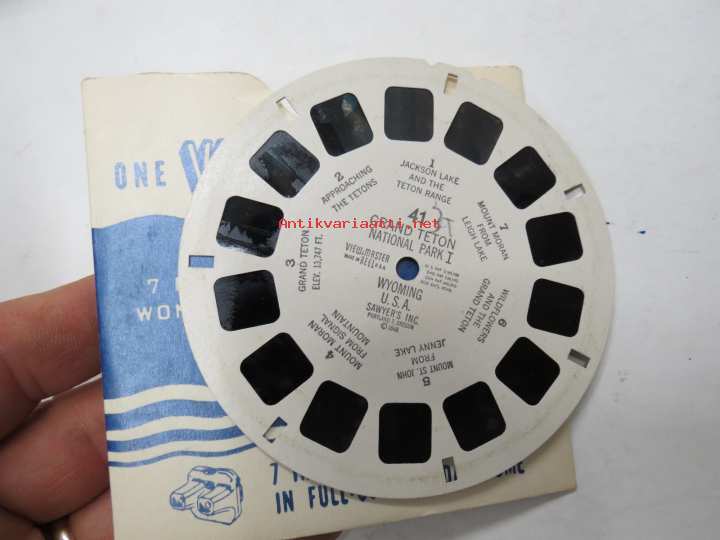 ONE
7
WON
7
IN FULL
1
JACKSON LAKE
AND THE
TETON RANGE
2
APPROACHING
THE TETONS
3
GRAND TETON
ELEV. 13,747 FT.
4
MOUNT MORAN
FROM SIGNAL
MOUNTAIN
5
MOUNT ST. JOHN
FROM
JENNY LAKE
6
WILDFLOWERS
AND THE
GRAND TETON
7
MOUNT MORAN
FROM
LEIGH LAKE
41
GRAND TETON
NATIONAL PARK I
VIEW-MASTER
REEL
WYOMING
U.S.A.
SAWYER'S INC.
PORTLAND 7, OREGON
Antikvariaatti.net